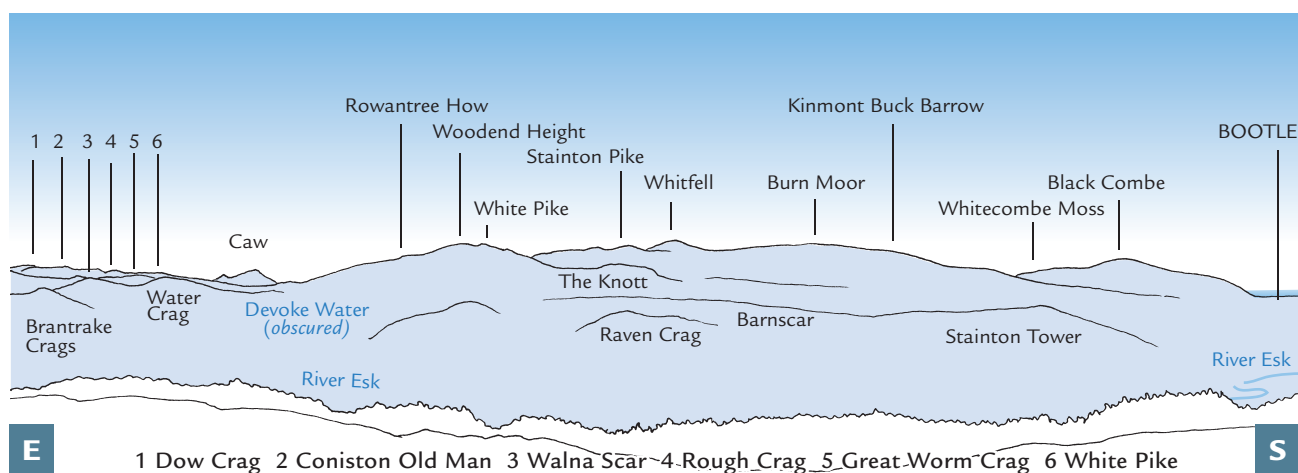 Rowantree How
Kinmont Buck Barrow
1 2 3 4 5 6
Woodend Height
BOOTLE
Stainton Pike
Whitfell
Burn Moor
Black Combe
White Pike
Whitecombe Moss
Caw
The Knott
Water
Crag
Devoke Water
(obscured)
Brantrake
Crags
Raven Crag
Barnscar
Stainton Tower
River Esk
River Esk
E
S
1 Dow Crag 2 Coniston Old Man 3 Walna Scar 4 Rough Crag 5 Great Worm Crag 6 White Pike